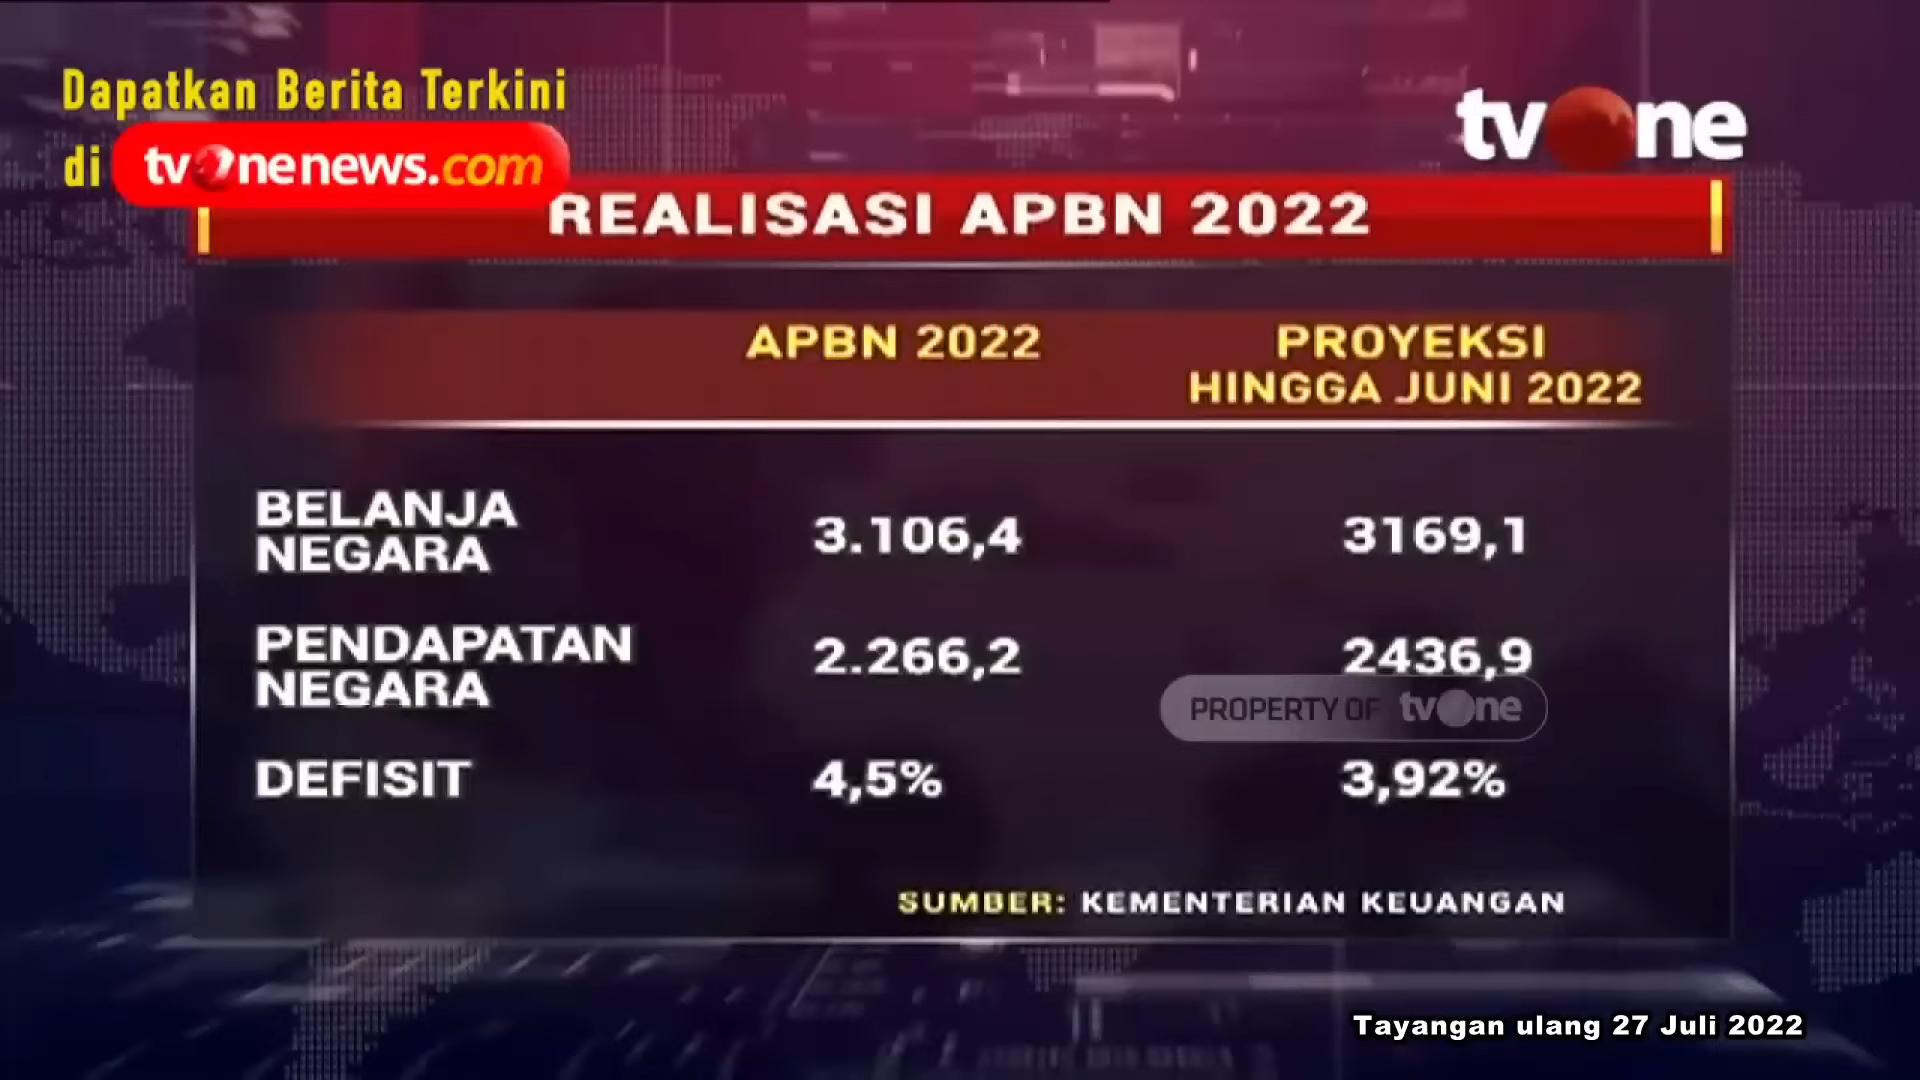 Dapatkan Berita Terkini
di tvonenews.com
tvone
REALISASI APBN 2022
APBN 2022
PROYEKSI
HINGGA JUNI 2022
BELANJA
NEGARA
3.106,4
3169,1
PENDAPATAN
NEGARA
2.266,2
2436,9
PROPERTY OF tvone
DEFISIT
4,5%
3,92%
SUMBER: KEMENTERIAN KEUANGAN
Tayangan ulang 27 Juli 2022